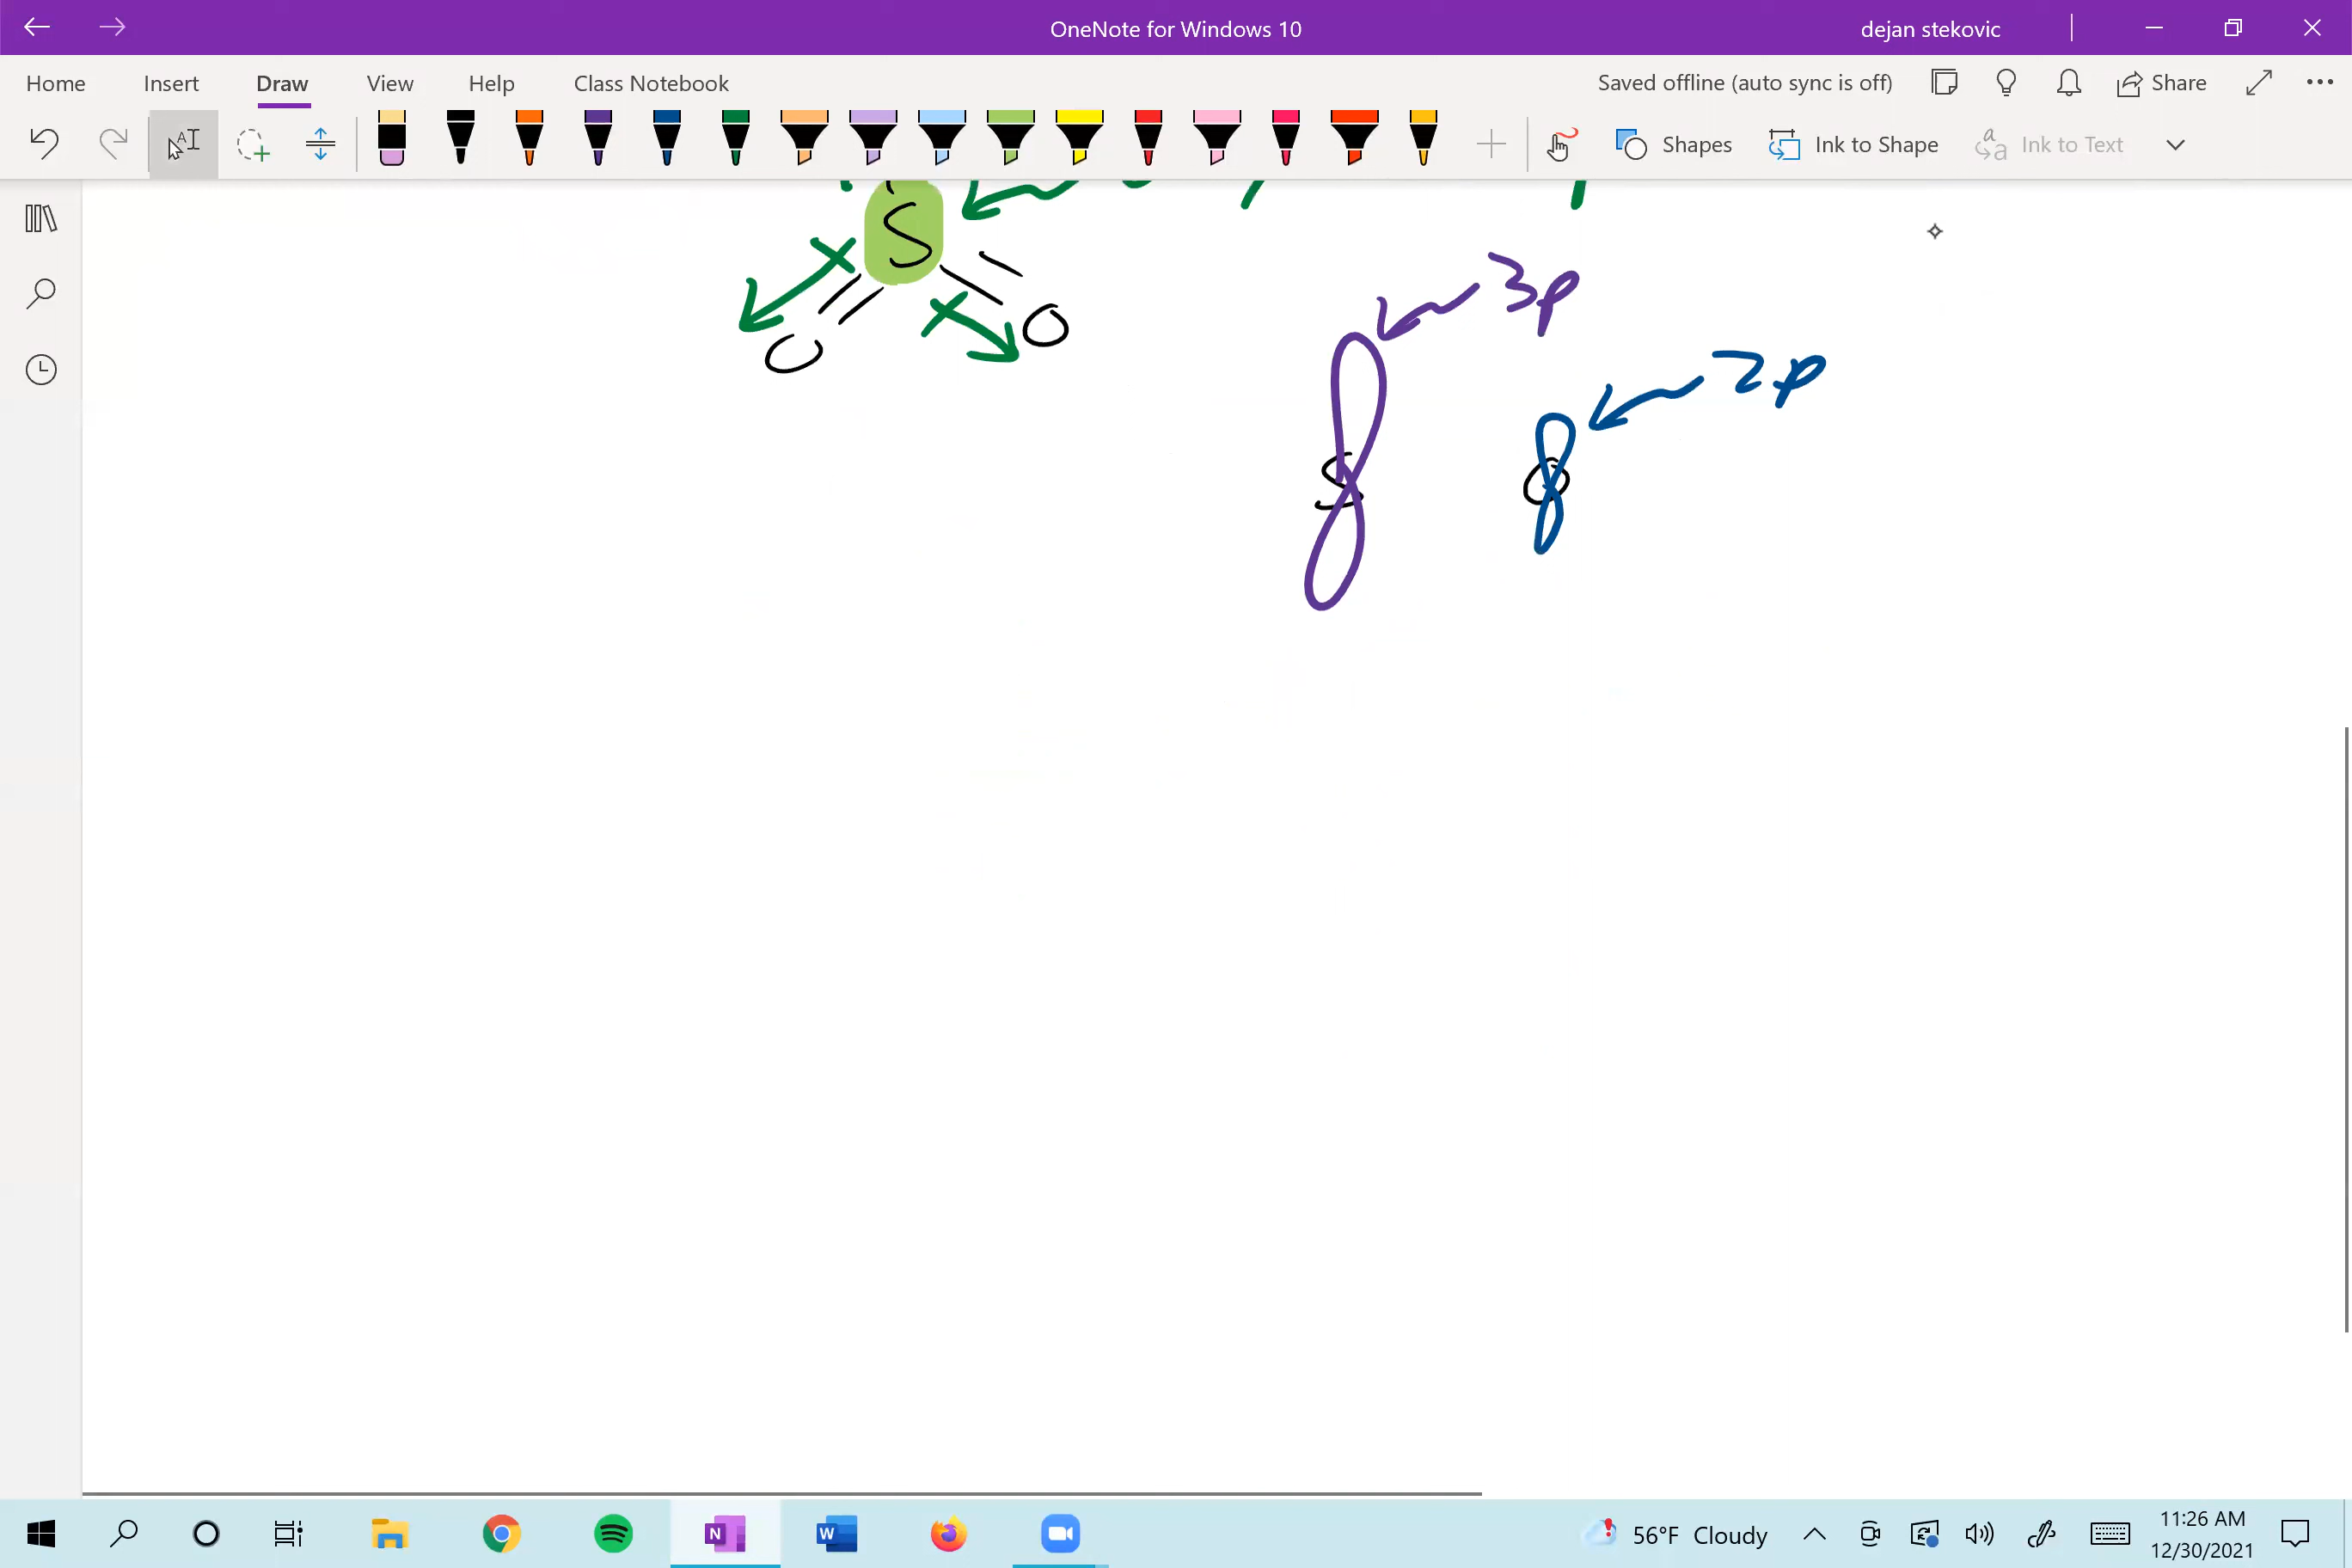 OneNote for Windows 10
dejan stekovic
Home Insert Draw View Help Class Notebook
Saved offline (auto sync is off) Share
Shapes Ink to Shape Ink to Text
S
O O
3p
2p
S O
56°F Cloudy
11:26 AM
12/30/2021